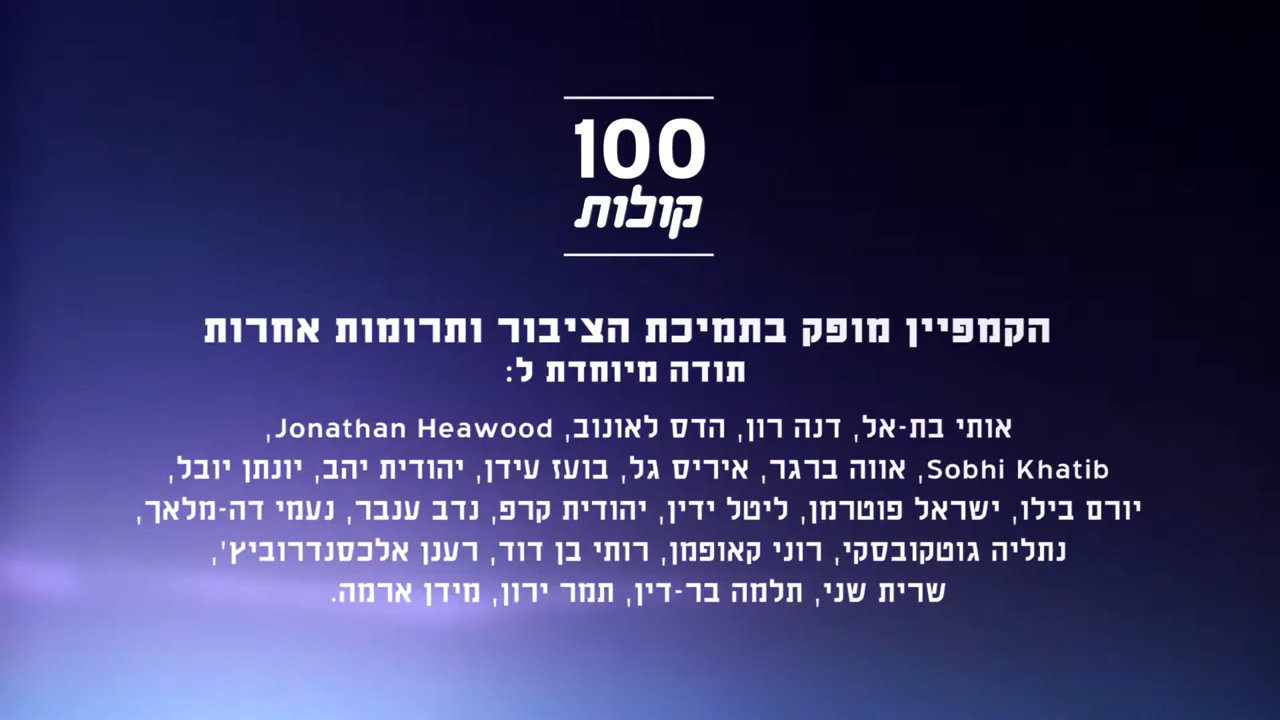 100
קולות
הקמפיין מופק בתמיכת הציבור ותרומות אחרות
תודה מיוחדת ל:
אותי בת-אל, דנה רון, הדס לאונוב, Jonathan Heawood,
Sobhi Khatib, אווה ברגר, איריס גל, בועז עידן, יהודית יהב, יונתן יובל,
יורם בילו, ישראל פוטרמן, ליטל ידין, יהודית קרפ, נדב ענבר, נעמי דה-מלאך,
נתליה גוטקובסקי, רוני קאופמן, רותי בן דוד, רענן אלכסנדרוביץ',
שרית שני, תלמה בר-דין, תמר ירון, מידן ארמה.